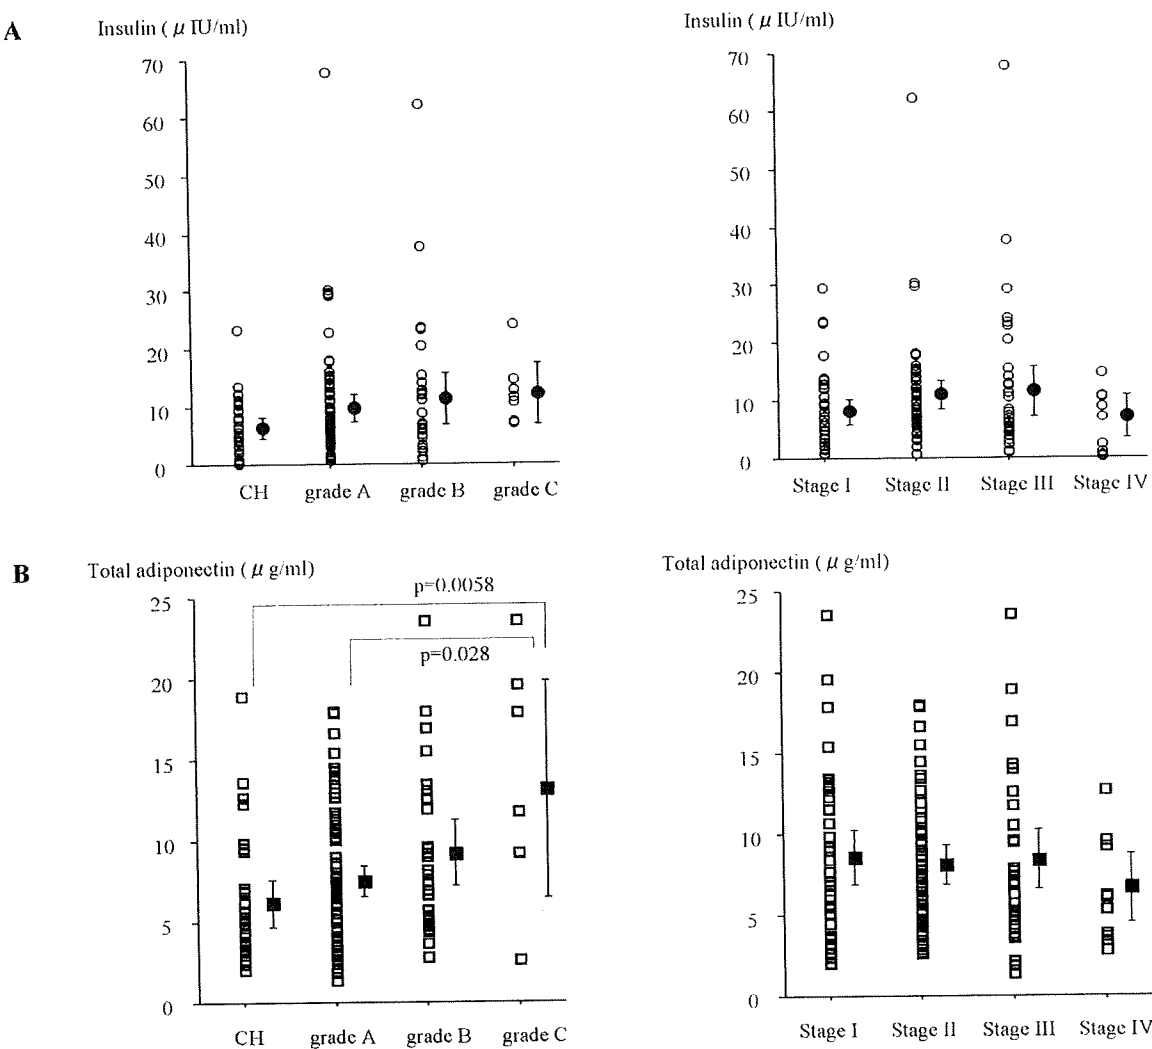 A
Insulin ( μ IU/ml)
70
60
50
40
30
20
10
0
CH grade A grade B grade C
Insulin ( μ IU/ml)
70
60
50
40
30
20
10
0
Stage I Stage II Stage III Stage IV
B
Total adiponectin ( μ g/ml)
p=0.0058
p=0.028
25
20
15
10
5
0
CH grade A grade B grade C
Total adiponectin ( μ g/ml)
25
20
15
10
5
0
Stage I Stage II Stage III Stage IV